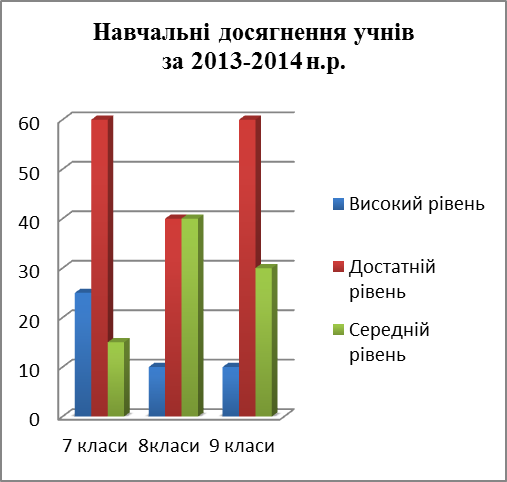 Навчальні досягнення учнів
за 2013-2014 н.р.
60
50
40
30
20
10
0
7 класи
8класи
9 класи
Високий рівень
Достатній
рівень
Середній
рівень